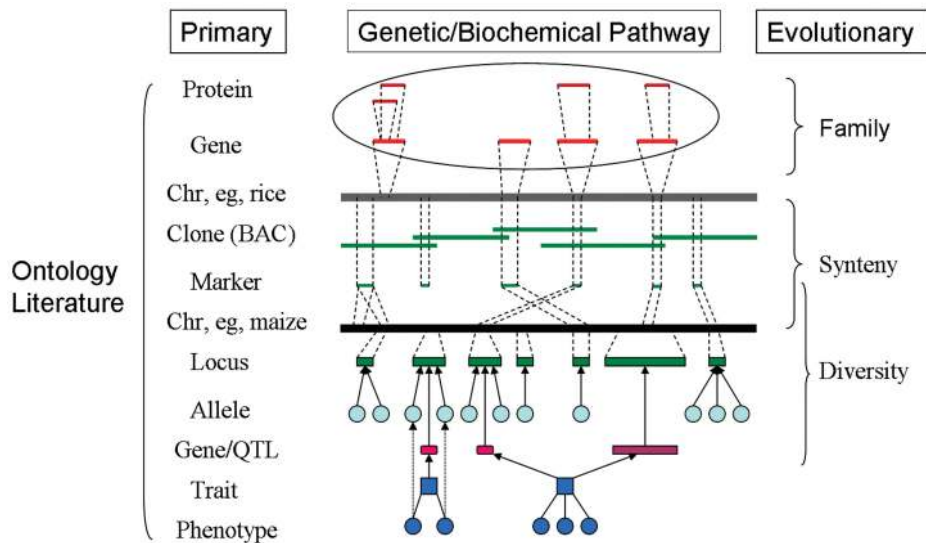 Primary
Genetic/Biochemical Pathway
Evolutionary
Protein
Gene
Family
Chr, eg, rice
Clone (BAC)
Synteny
Ontology
Literature
Marker
Chr, eg, maize
Locus
Diversity
Allele
Gene/QTL
Trait
Phenotype